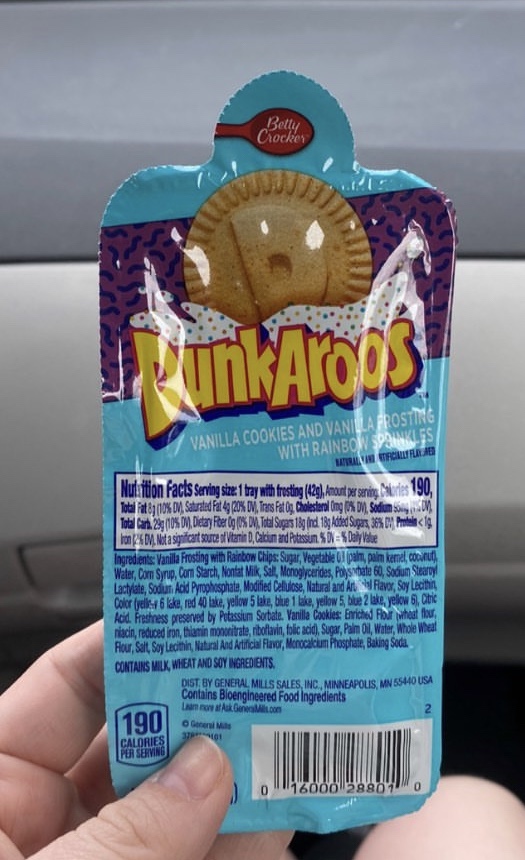 Betty
Crocker
D
DunkAroos
VANILLA COOKIES AND VANILLA FROSTING
WITH RAINBOW SPRINKLES
NATURALLY AND ARTIFICIALLY FLAVORED
Nutrition Facts Serving size: 1 tray with frosting (42g), Amount per serving: Calories 190,
Total Fat 8g (10% DV), Saturated Fat 4g (20% DV), Trans Fat 0g, Cholesterol 0mg (0% DV), Sodium (% DV),
Total Carb. 29g (10% DV), Dietary Fiber 0g (0% DV), Total Sugars 18g (Incl. 18g Added Sugars, 36% DV), Protein < 1g,
Iron (% DV), Not a significant source of Vitamin D, Calcium and Potassium. % DV = % Daily Value
Ingredients: Vanilla Frosting with Rainbow Chips: Sugar, Vegetable Oil (palm, palm kernel, coconut),
Water, Corn Syrup, Corn Starch, Nonfat Milk, Salt, Monoglycerides, Polysorbate 60, Sodium Stearoyl
Lactylate, Sodium Acid Pyrophosphate, Modified Cellulose, Natural and Artificial Flavor, Soy Lecithin,
Color (yellow 6 lake, red 40 lake, yellow 5 lake, blue 1 lake, yellow 5, blue 2 lake, yellow 6), Citric
Acid. Freshness preserved by Potassium Sorbate. Vanilla Cookies: Enriched Flour (wheat flour,
niacin, reduced iron, thiamin mononitrate, riboflavin, folic acid), Sugar, Palm Oil, Water, Whole Wheat
Flour, Salt, Soy Lecithin, Natural And Artificial Flavor, Monocalcium Phosphate, Baking Soda.
CONTAINS MILK, WHEAT AND SOY INGREDIENTS.
DIST. BY GENERAL MILLS SALES, INC., MINNEAPOLIS, MN 55440 USA
Contains Bioengineered Food Ingredients
Learn more at Ask.GeneralMills.com
2
© General Mills
190
CALORIES
PER SERVING
0 16000 28801 0